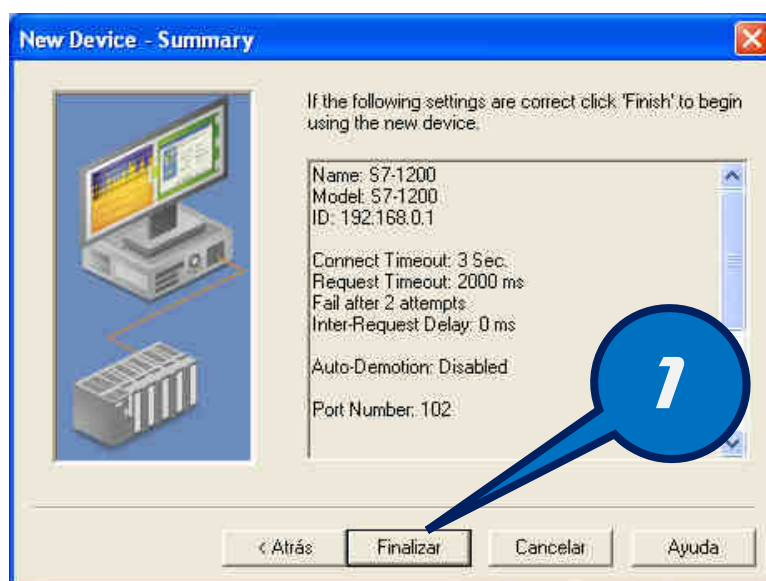 New Device - Summary
If the following settings are correct click 'Finish' to begin
using the new device.
Name: S7-1200
Model: S7-1200
ID: 192.168.0.1
Connect Timeout: 3 Sec.
Request Timeout: 2000 ms
Fail after 2 attempts
Inter-Request Delay: 0 ms
Auto-Demotion: Disabled
Port Number: 102
1
< Atrás Finalizar Cancelar Ayuda